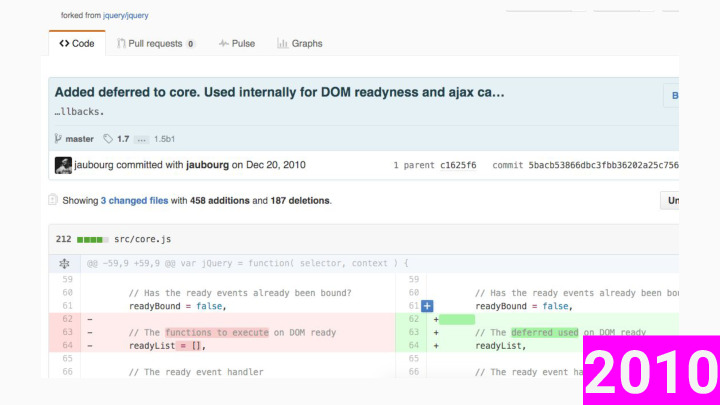 forked from jquery/jquery
Code Pull requests 0 Pulse Graphs
Added deferred to core. Used internally for DOM readyness and ajax ca…
…llbacks.
master 1.7 ... 1.5b1
jaubourg committed with jaubourg on Dec 20, 2010 1 parent c1625f6 commit 5bacb53866dbc3fbb36202a25c756
Showing 3 changed files with 458 additions and 187 deletions.
212 src/core.js
@@ -59,9 +59,9 @@ var jQuery = function( selector, context ) {
59 59
60 // Has the ready events already been bound? 60 // Has the ready events already been bou
61 readyBound = false, 61 + readyBound = false,
62 - 62 +
63 - // The functions to execute on DOM ready 63 + // The deferred used on DOM ready
64 - readyList = [], 64 + readyList,
65 65
66 // The ready event handler 66 // The ready event ha
2010